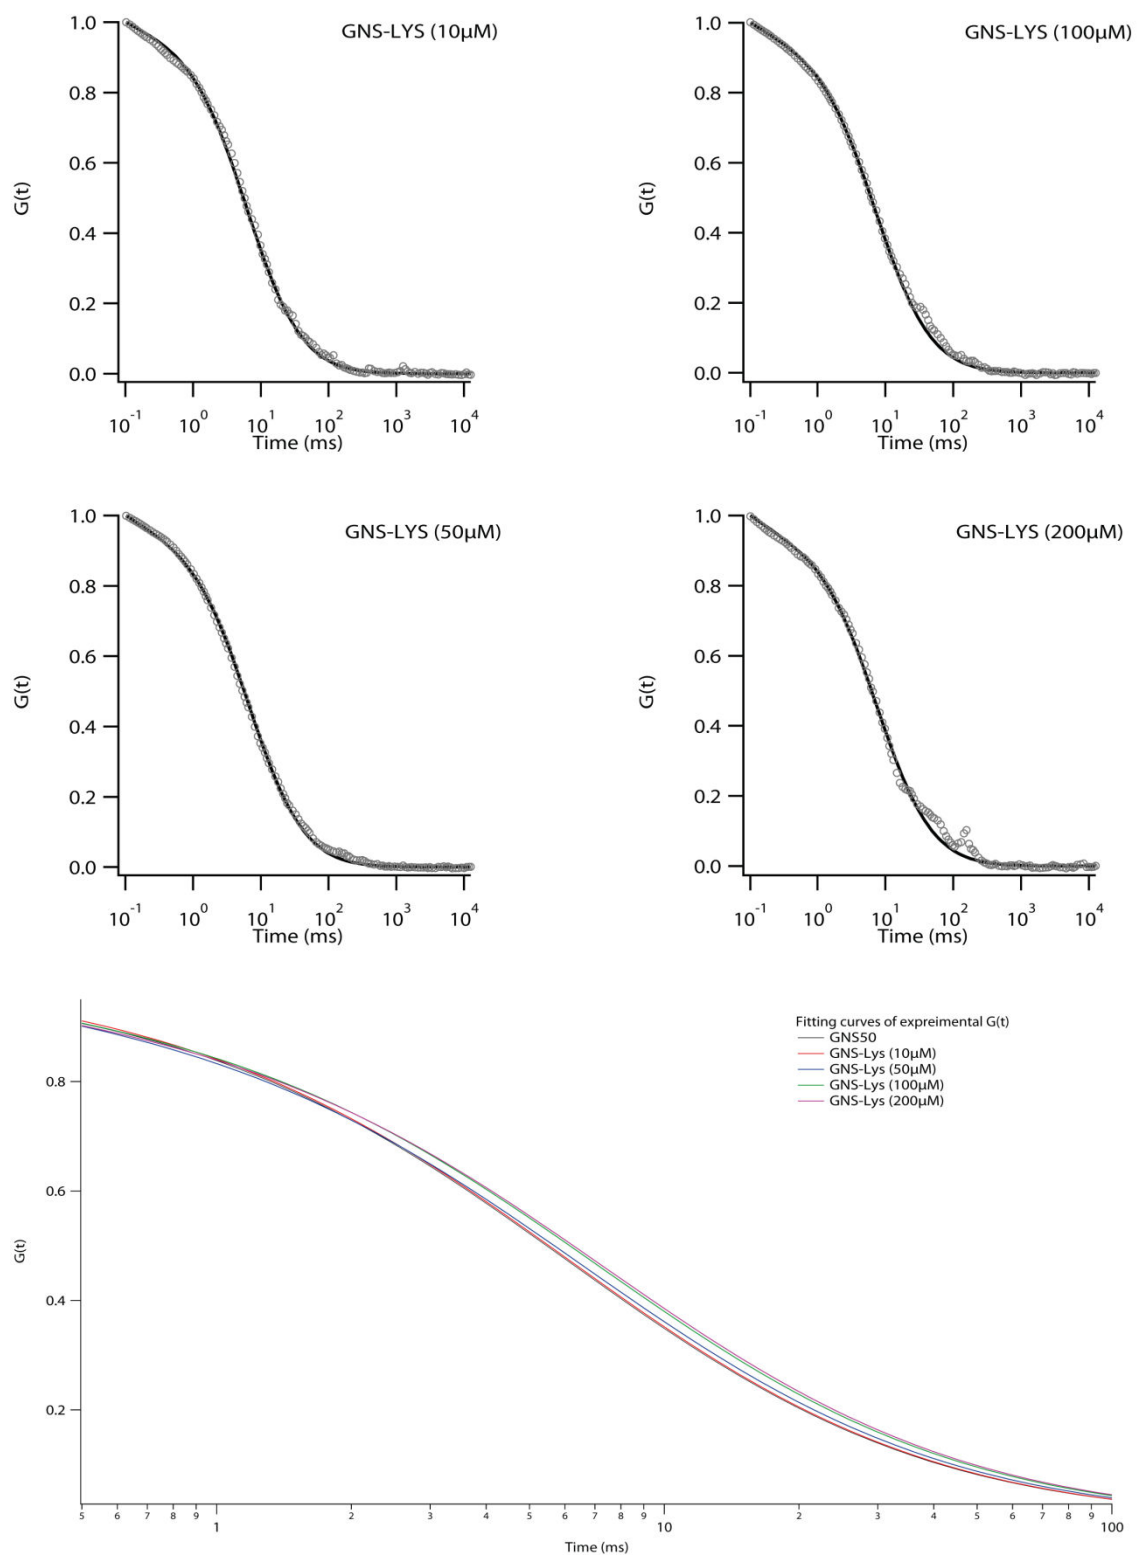 GNS-LYS (10µM)
G(t)
1.0
0.8
0.6
0.4
0.2
0.0
10⁻¹ 10⁰ 10¹ 10² 10³ 10⁴
Time (ms)
GNS-LYS (100µM)
G(t)
1.0
0.8
0.6
0.4
0.2
0.0
10⁻¹ 10⁰ 10¹ 10² 10³ 10⁴
Time (ms)
GNS-LYS (50µM)
G(t)
1.0
0.8
0.6
0.4
0.2
0.0
10⁻¹ 10⁰ 10¹ 10² 10³ 10⁴
Time (ms)
GNS-LYS (200µM)
G(t)
1.0
0.8
0.6
0.4
0.2
0.0
10⁻¹ 10⁰ 10¹ 10² 10³ 10⁴
Time (ms)
Fitting curves of expreimental G(t)
GNS50
GNS-Lys (10µM)
GNS-Lys (50µM)
GNS-Lys (100µM)
GNS-Lys (200µM)
G(t)
0.8
0.6
0.4
0.2
5 6 7 8 9 1 2 3 4 5 6 7 8 9 10 2 3 4 5 6 7 8 9 100
Time (ms)